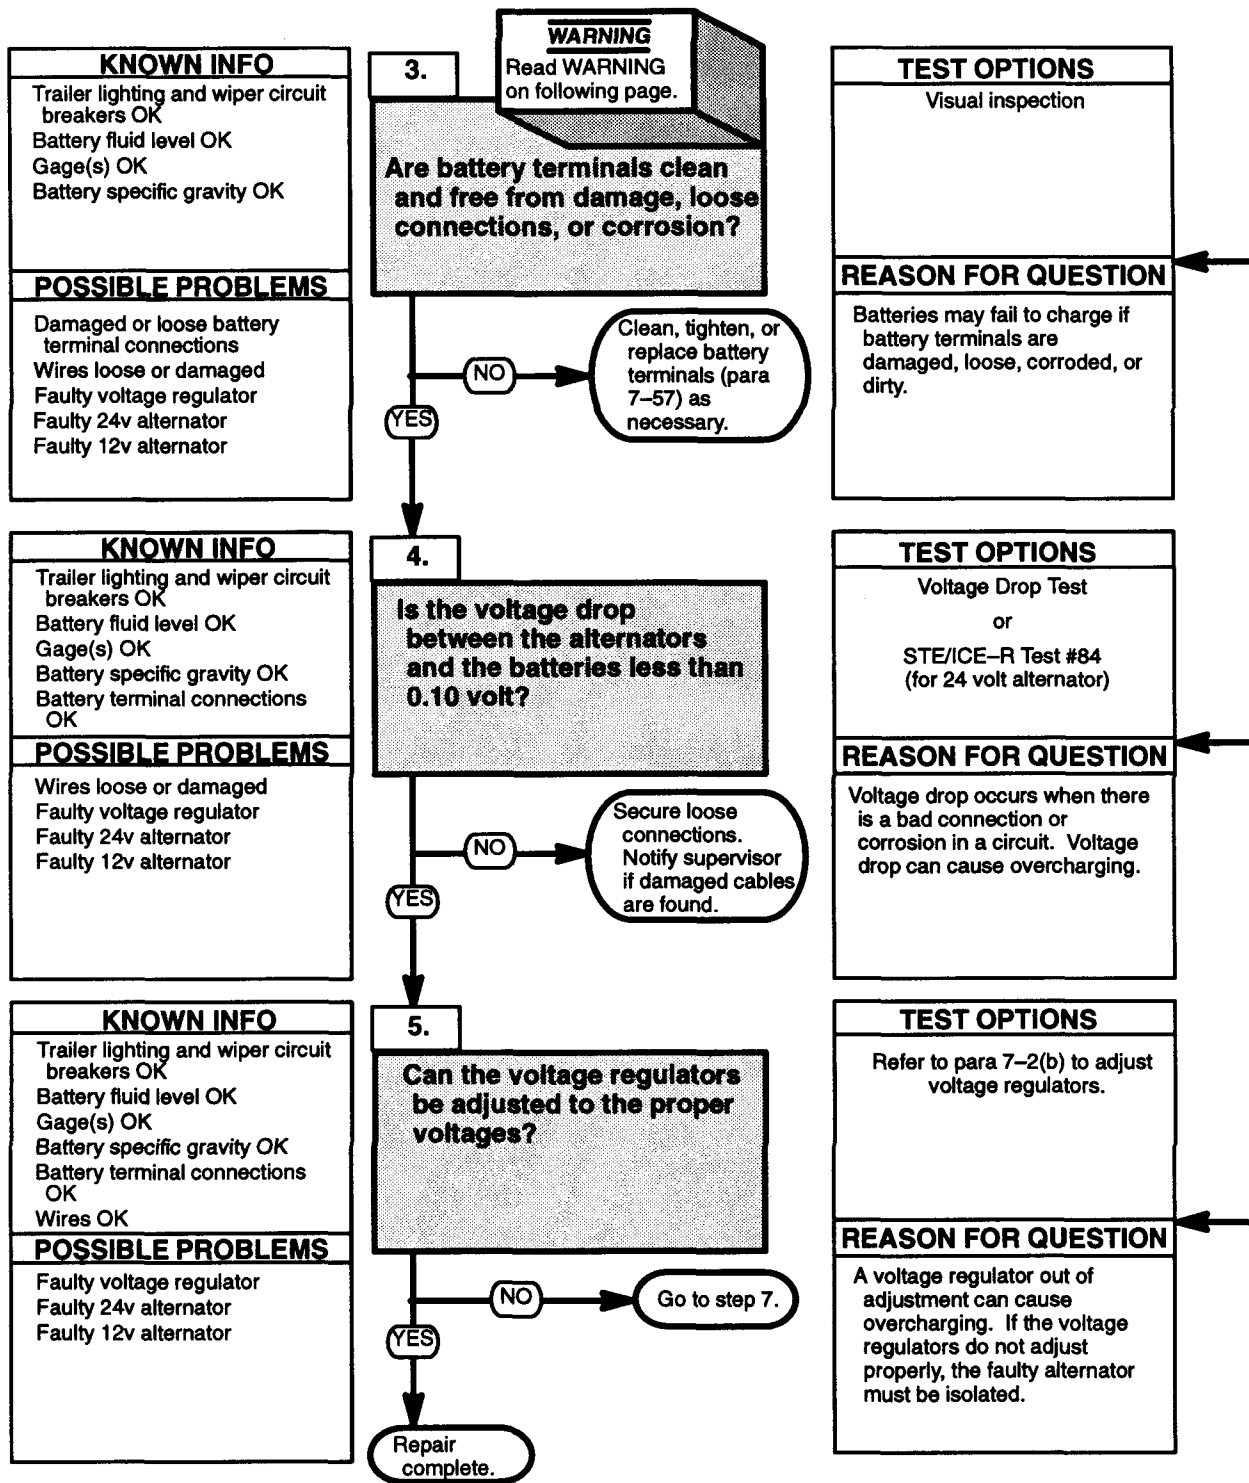 KNOWN INFO
Trailer lighting and wiper circuit
breakers OK
Battery fluid level OK
Gage(s) OK
Battery specific gravity OK
POSSIBLE PROBLEMS
Damaged or loose battery
terminal connections
Wires loose or damaged
Faulty voltage regulator
Faulty 24v alternator
Faulty 12v alternator
3.
WARNING
Read WARNING
on following page.
Are battery terminals clean
and free from damage, loose
connections, or corrosion?
NO
Clean, tighten, or
replace battery
terminals (para
7–57) as
necessary.
YES
TEST OPTIONS
Visual inspection
REASON FOR QUESTION
Batteries may fail to charge if
battery terminals are
damaged, loose, corroded, or
dirty.
KNOWN INFO
Trailer lighting and wiper circuit
breakers OK
Battery fluid level OK
Gage(s) OK
Battery specific gravity OK
Battery terminal connections
OK
POSSIBLE PROBLEMS
Wires loose or damaged
Faulty voltage regulator
Faulty 24v alternator
Faulty 12v alternator
4.
Is the voltage drop
between the alternators
and the batteries less than
0.10 volt?
NO
Secure loose
connections.
Notify supervisor
if damaged cables
are found.
YES
TEST OPTIONS
Voltage Drop Test
or
STE/ICE–R Test #84
(for 24 volt alternator)
REASON FOR QUESTION
Voltage drop occurs when there
is a bad connection or
corrosion in a circuit. Voltage
drop can cause overcharging.
KNOWN INFO
Trailer lighting and wiper circuit
breakers OK
Battery fluid level OK
Gage(s) OK
Battery specific gravity OK
Battery terminal connections
OK
Wires OK
POSSIBLE PROBLEMS
Faulty voltage regulator
Faulty 24v alternator
Faulty 12v alternator
5.
Can the voltage regulators
be adjusted to the proper
voltages?
NO
Go to step 7.
YES
Repair
complete.
TEST OPTIONS
Refer to para 7–2(b) to adjust
voltage regulators.
REASON FOR QUESTION
A voltage regulator out of
adjustment can cause
overcharging. If the voltage
regulators do not adjust
properly, the faulty alternator
must be isolated.